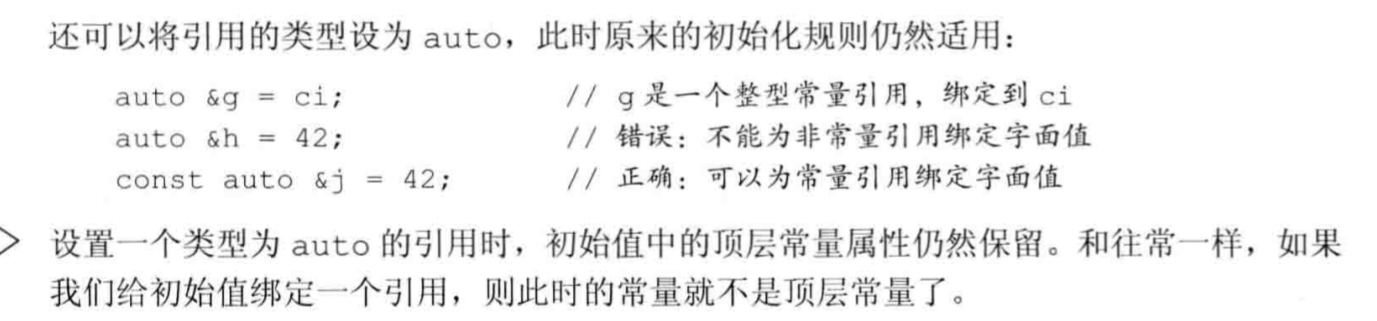 还可以将引用的类型设为 auto，此时原来的初始化规则仍然适用：
auto &g = ci; // g 是一个整型常量引用，绑定到 ci
auto &h = 42; // 错误：不能为非常量引用绑定字面值
const auto &j = 42; // 正确：可以为常量引用绑定字面值
设置一个类型为 auto 的引用时，初始值中的顶层常量属性仍然保留。和往常一样，如果
我们给初始值绑定一个引用，则此时的常量就不是顶层常量了。